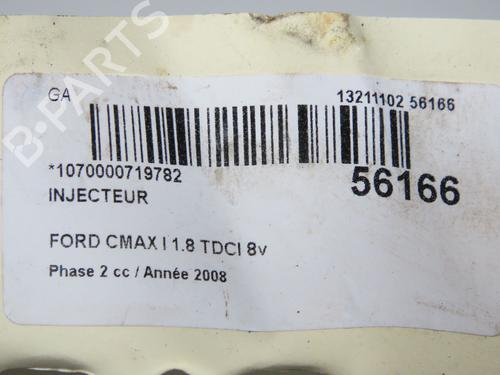 GA 13211102 56166
*1070000719782
56166
INJECTEUR
FORD CMAX I 1.8 TDCI 8v
Phase 2 cc / Année 2008
B-PARTS